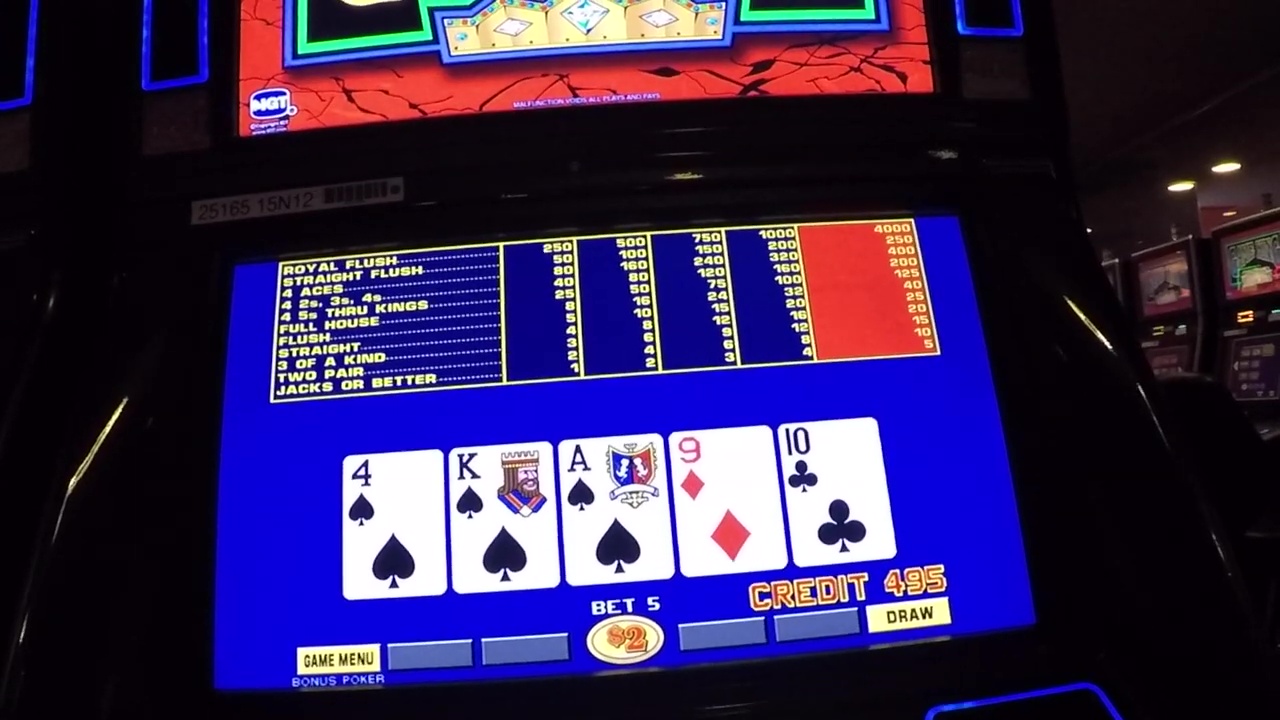 IGT
MALFUNCTION VOIDS ALL PLAYS AND PAYS
25165 15N12
ROYAL FLUSH 250 500 750 1000 4000
STRAIGHT FLUSH 50 100 150 200 250
4 ACES 80 160 240 320 400
4 2s, 3s, 4s 40 80 120 160 200
4 5s THRU KINGS 25 50 75 100 125
FULL HOUSE 8 16 24 32 40
FLUSH 5 10 15 20 25
STRAIGHT 4 8 12 16 20
3 OF A KIND 3 6 9 12 15
TWO PAIR 2 4 6 8 10
JACKS OR BETTER 1 2 3 4 5
4 K A 9 10
CREDIT 495
BET 5
$2
DRAW
GAME MENU
BONUS POKER